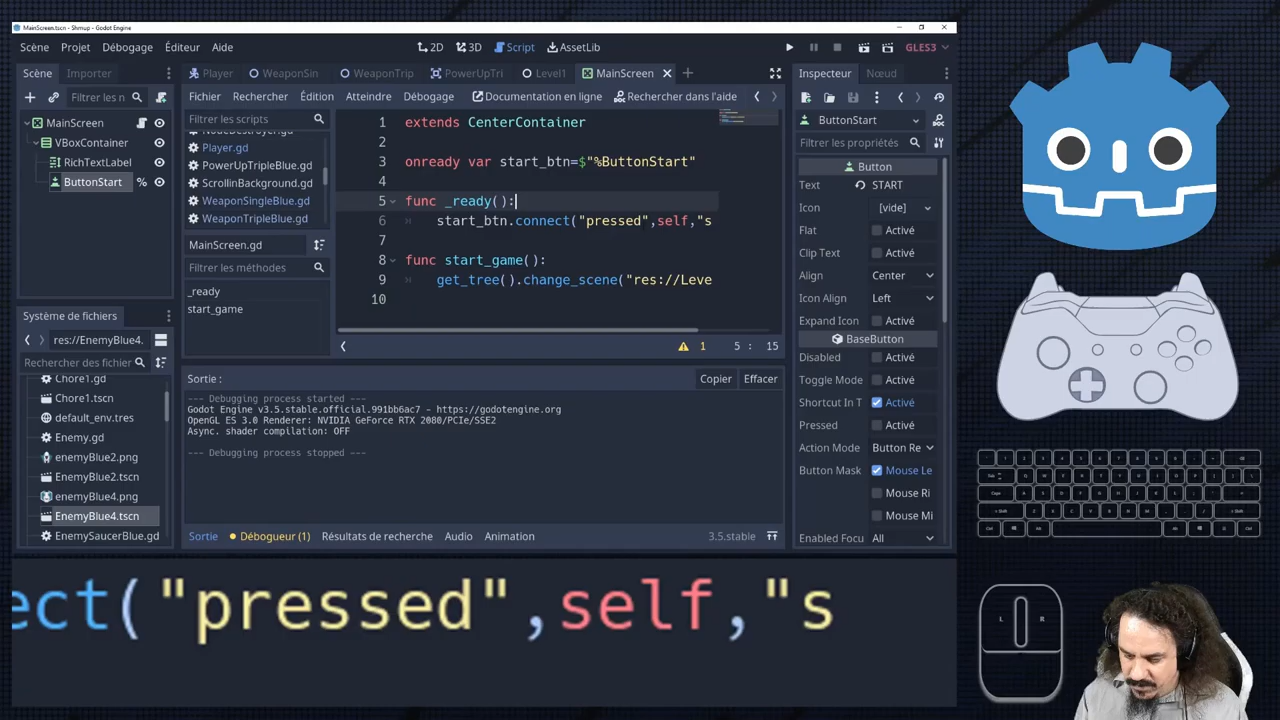 MainScreen.tscn - Shmup - Godot Engine
Scène Projet Débogage Éditeur Aide
2D 3D Script AssetLib
GLES3
Scène Importer
Filtrer les n
MainScreen
VBoxContainer
RichTextLabel
ButtonStart %
Système de fichiers
res://EnemyBlue4.
Rechercher des fichier
Chore1.gd
Chore1.tscn
default_env.tres
Enemy.gd
enemyBlue2.png
EnemyBlue2.tscn
enemyBlue4.png
EnemyBlue4.tscn
EnemySaucerBlue.gd
Player WeaponSin WeaponTrip PowerUpTri Level1 MainScreen
Fichier Rechercher Édition Atteindre Débogage Documentation en ligne Rechercher dans l'aide
Filtrer les scripts
NodeDestroyer.gd
Player.gd
PowerUpTripleBlue.gd
ScrollinBackground.gd
WeaponSingleBlue.gd
WeaponTripleBlue.gd
MainScreen.gd
Filtrer les méthodes
_ready
start_game
1 extends CenterContainer
2
3 onready var start_btn=$"%ButtonStart"
4
5 func _ready():
6 start_btn.connect("pressed",self,"s
7
8 func start_game():
9 get_tree().change_scene("res://Leve
10
1 5 : 15
Sortie :
Copier Effacer
--- Debugging process started ---
Godot Engine v3.5.stable.official.991bb6ac7 - https://godotengine.org
OpenGL ES 3.0 Renderer: NVIDIA GeForce RTX 2080/PCIe/SSE2
Async. shader compilation: OFF
--- Debugging process stopped ---
Sortie Débogueur (1) Résultats de recherche Audio Animation 3.5.stable
Inspecteur Nœud
ButtonStart
Filtrer les propriétés
Button
Text START
Icon [vide]
Flat Activé
Clip Text Activé
Align Center
Icon Align Left
Expand Icon Activé
BaseButton
Disabled Activé
Toggle Mode Activé
Shortcut In T Activé
Pressed Activé
Action Mode Button Re
Button Mask Mouse Le
Mouse Ri
Mouse Mi
Enabled Focu All
ect("pressed",self,"s
L R